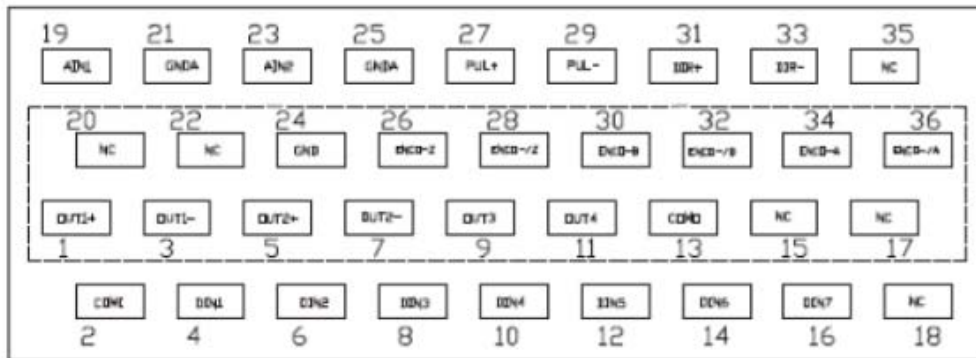 19 21 23 25 27 29 31 33 35
AIN1 GNDA AIN2 GNDA PUL+ PUL- DIR+ DIR- NC
20 22 24 26 28 30 32 34 36
NC NC GND ENCO-Z ENCO-/Z ENCO-B ENCO-/B ENCO-A ENCO-/A
OUT1+ OUT1- OUT2+ OUT2- OUT3 OUT4 COMO NC NC
1 3 5 7 9 11 13 15 17
COMI DIN1 DIN2 DIN3 DIN4 DIN5 DIN6 DIN7 NC
2 4 6 8 10 12 14 16 18